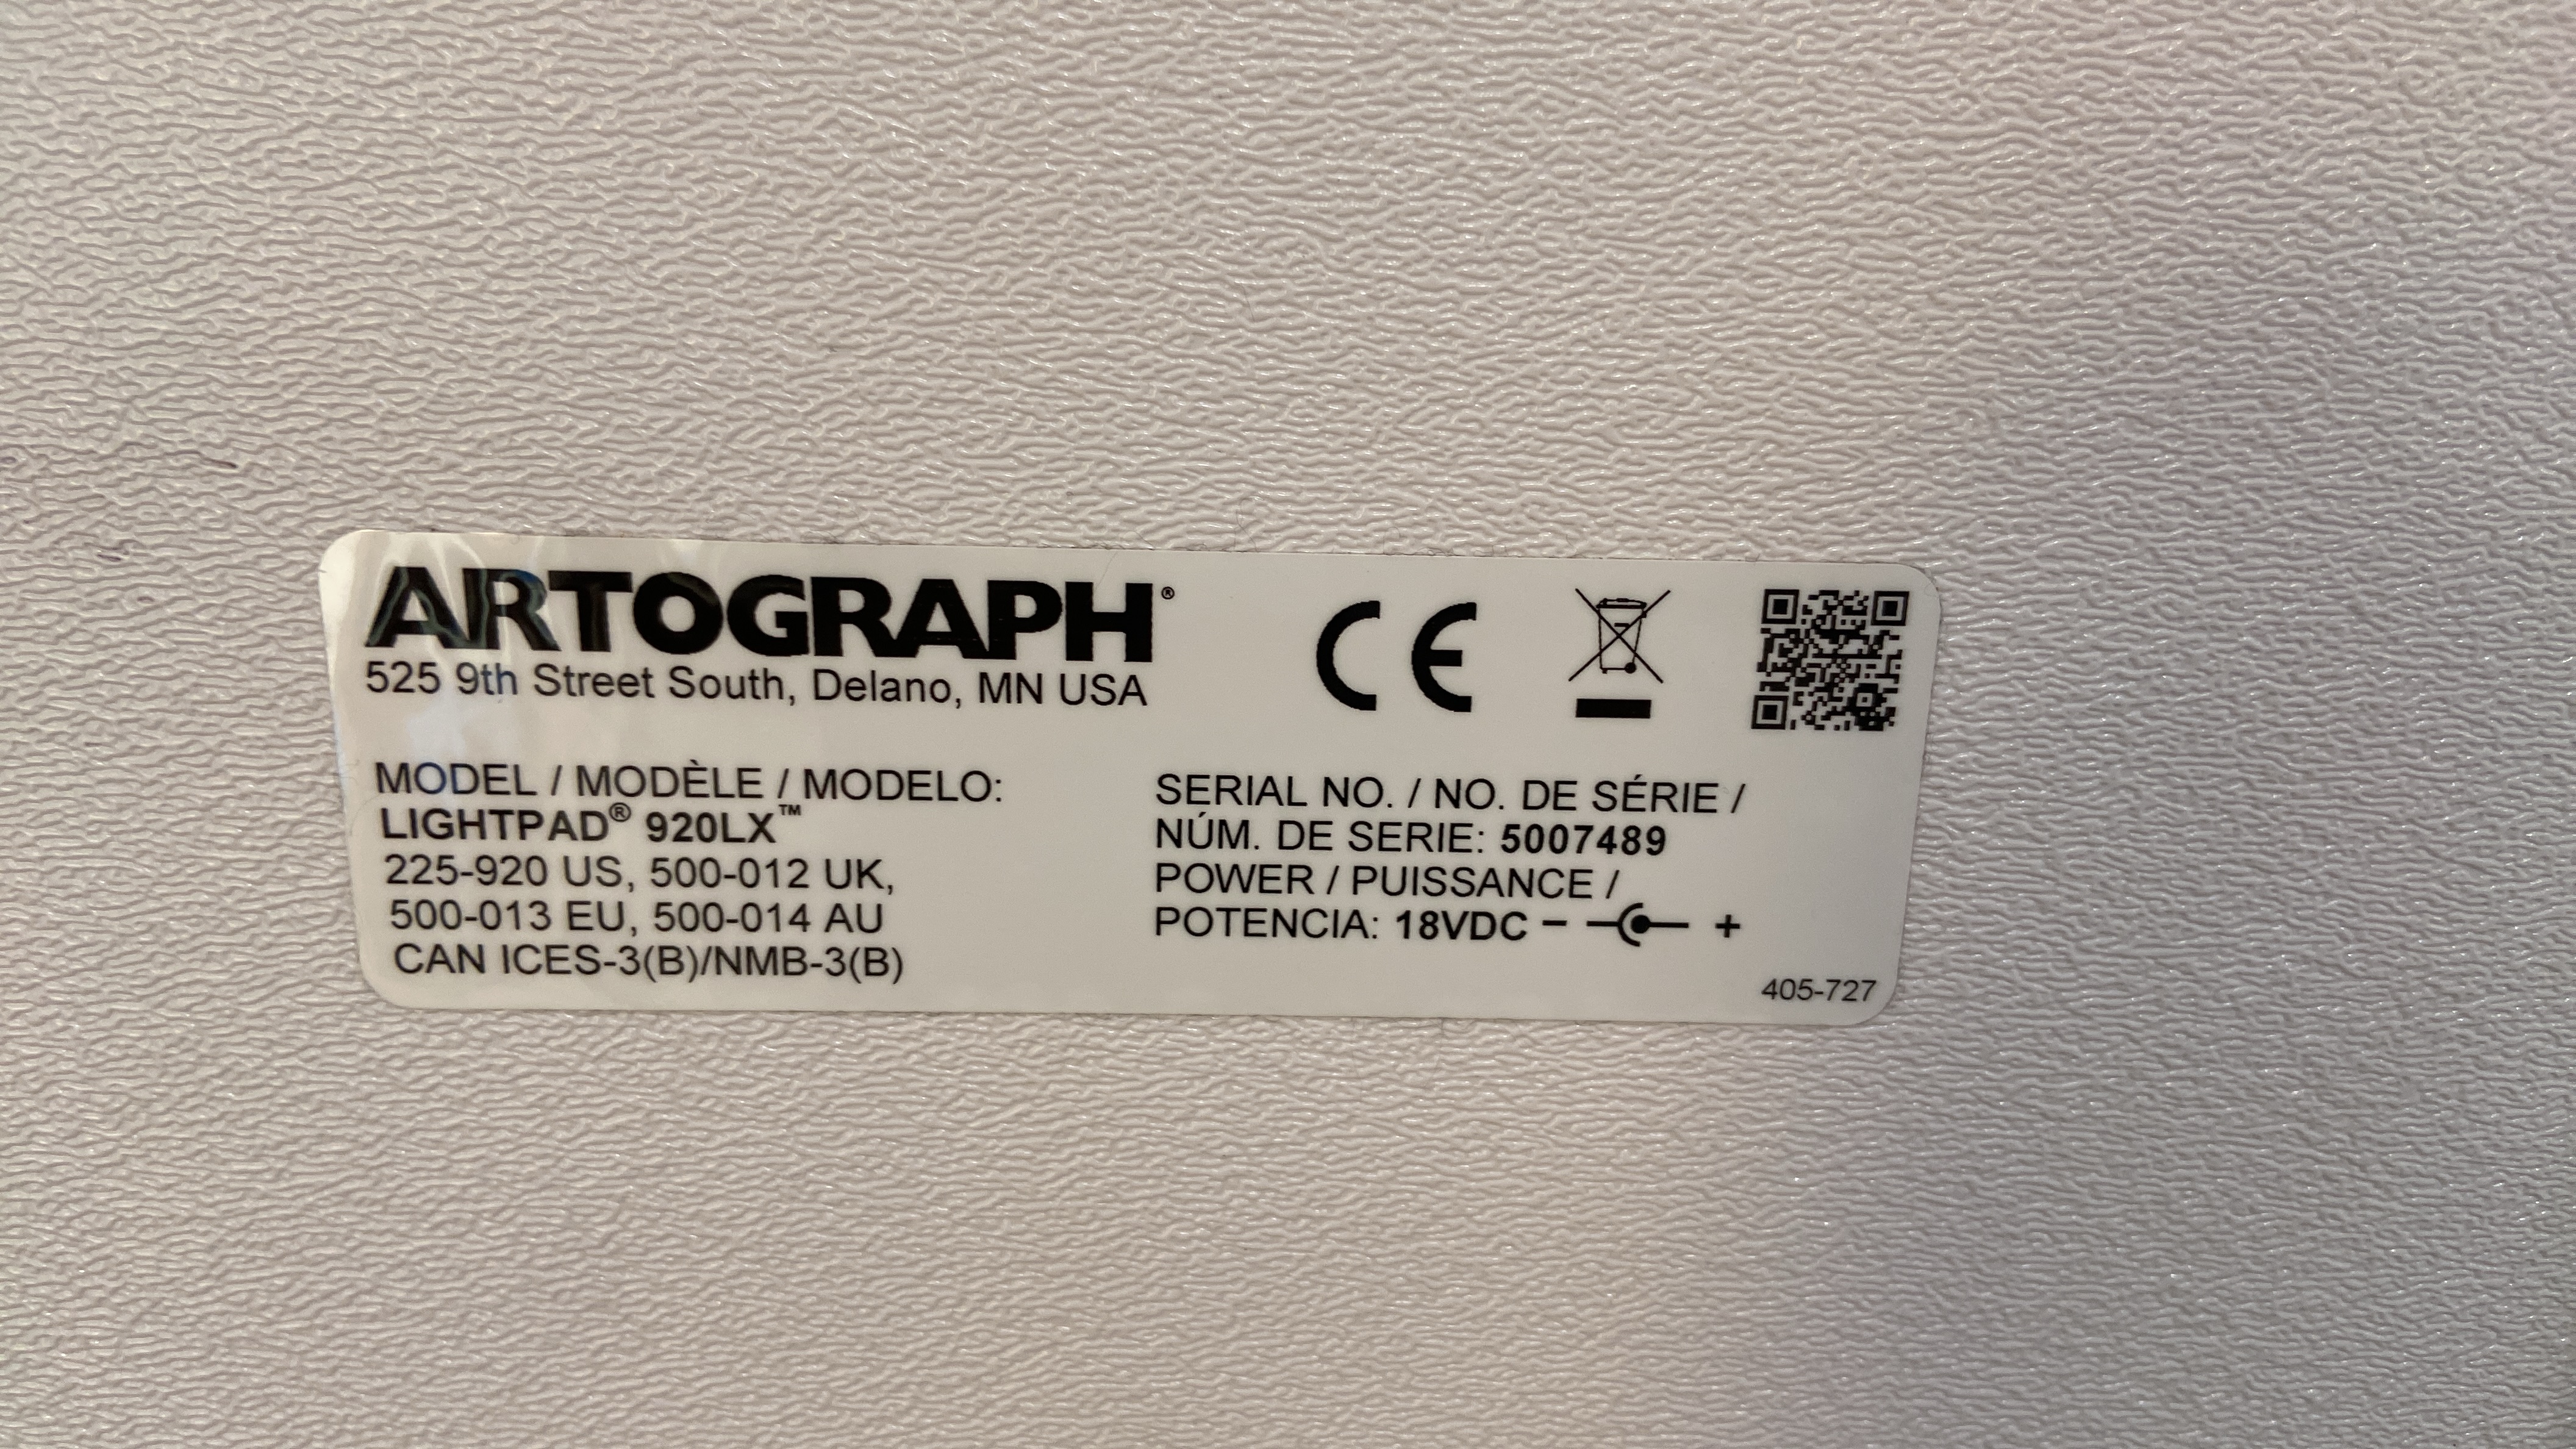 ARTOGRAPH®
525 9th Street South, Delano, MN USA
MODEL / MODÈLE / MODELO:
LIGHTPAD® 920LX™
225-920 US, 500-012 UK,
500-013 EU, 500-014 AU
CAN ICES-3(B)/NMB-3(B)
CE
SERIAL NO. / NO. DE SÉRIE /
NÚM. DE SERIE: 5007489
POWER / PUISSANCE /
POTENCIA: 18VDC - +
405-727